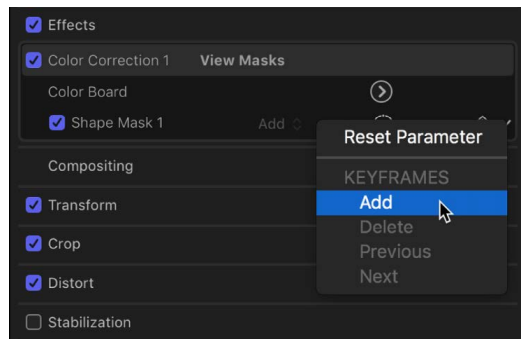 Effects
Color Correction 1 View Masks
Color Board
Shape Mask 1 Add
Reset Parameter
Compositing
KEYFRAMES
Transform
Add
Delete
Crop
Previous
Next
Distort
Stabilization